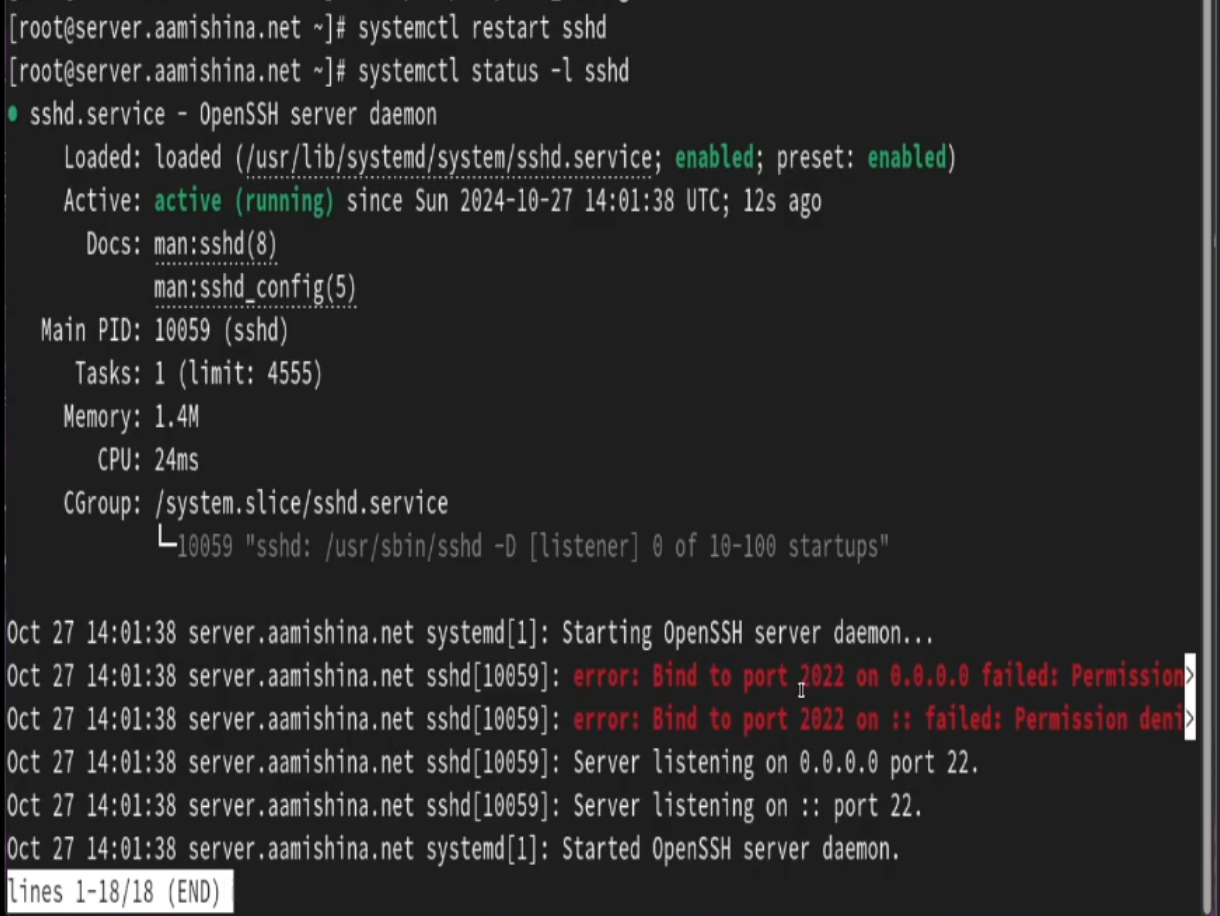 [root@server.aamishina.net ~]# systemctl restart sshd
[root@server.aamishina.net ~]# systemctl status -l sshd
● sshd.service - OpenSSH server daemon
Loaded: loaded (/usr/lib/systemd/system/sshd.service; enabled; preset: enabled)
Active: active (running) since Sun 2024-10-27 14:01:38 UTC; 12s ago
Docs: man:sshd(8)
man:sshd_config(5)
Main PID: 10059 (sshd)
Tasks: 1 (limit: 4555)
Memory: 1.4M
CPU: 24ms
CGroup: /system.slice/sshd.service
└─10059 "sshd: /usr/sbin/sshd -D [listener] 0 of 10-100 startups"
Oct 27 14:01:38 server.aamishina.net systemd[1]: Starting OpenSSH server daemon...
Oct 27 14:01:38 server.aamishina.net sshd[10059]: error: Bind to port 2022 on 0.0.0.0 failed: Permission>
Oct 27 14:01:38 server.aamishina.net sshd[10059]: error: Bind to port 2022 on :: failed: Permission deni>
Oct 27 14:01:38 server.aamishina.net sshd[10059]: Server listening on 0.0.0.0 port 22.
Oct 27 14:01:38 server.aamishina.net sshd[10059]: Server listening on :: port 22.
Oct 27 14:01:38 server.aamishina.net systemd[1]: Started OpenSSH server daemon.
lines 1-18/18 (END)